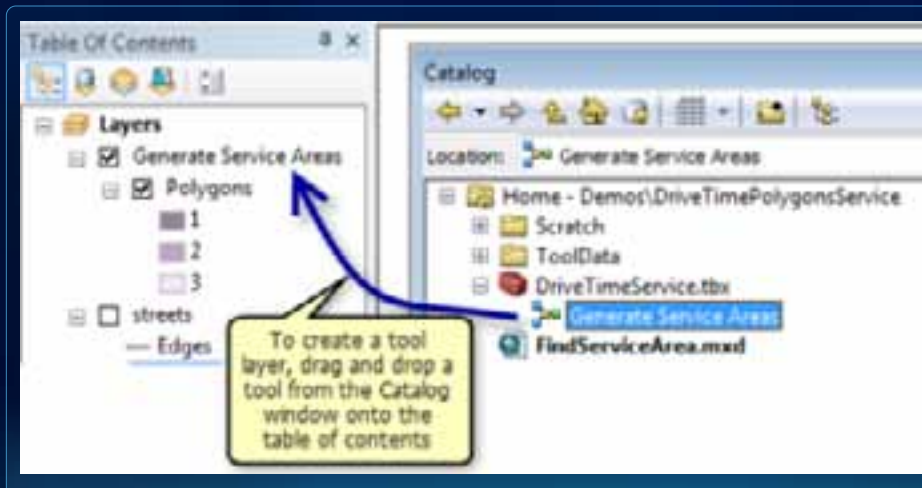 Table Of Contents
Layers
Generate Service Areas
Polygons
1
2
3
streets
Edges
Catalog
Location: Generate Service Areas
Home - Demos\DriveTimePolygonsService
Scratch
ToolData
DriveTimeService.tbx
Generate Service Areas
FindServiceArea.mxd
To create a tool
layer, drag and drop a
tool from the Catalog
window onto the
table of contents